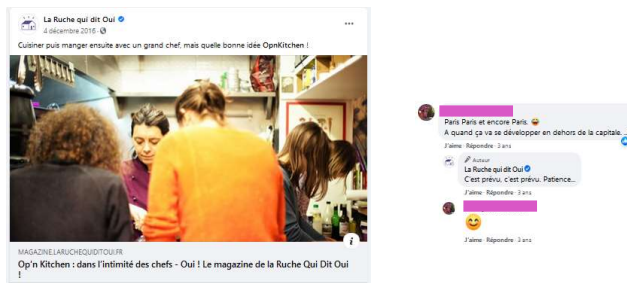 La Ruche qui dit Oui
4 décembre 2016 ·
Cuisiner puis manger ensuite avec un grand chef, mais quelle bonne idée OpnKitchen !
MAGAZINE.LARUCHEQUIDITOUI.FR
Op'n Kitchen : dans l'intimité des chefs - Oui ! Le magazine de la Ruche Qui Dit Oui
!
Paris Paris et encore Paris.
A quand ça va se développer en dehors de la capitale. ...
J'aime · Répondre · 3 ans
Auteur
La Ruche qui dit Oui
C'est prévu, c'est prévu. Patience...
J'aime · Répondre · 3 ans
J'aime · Répondre · 3 ans